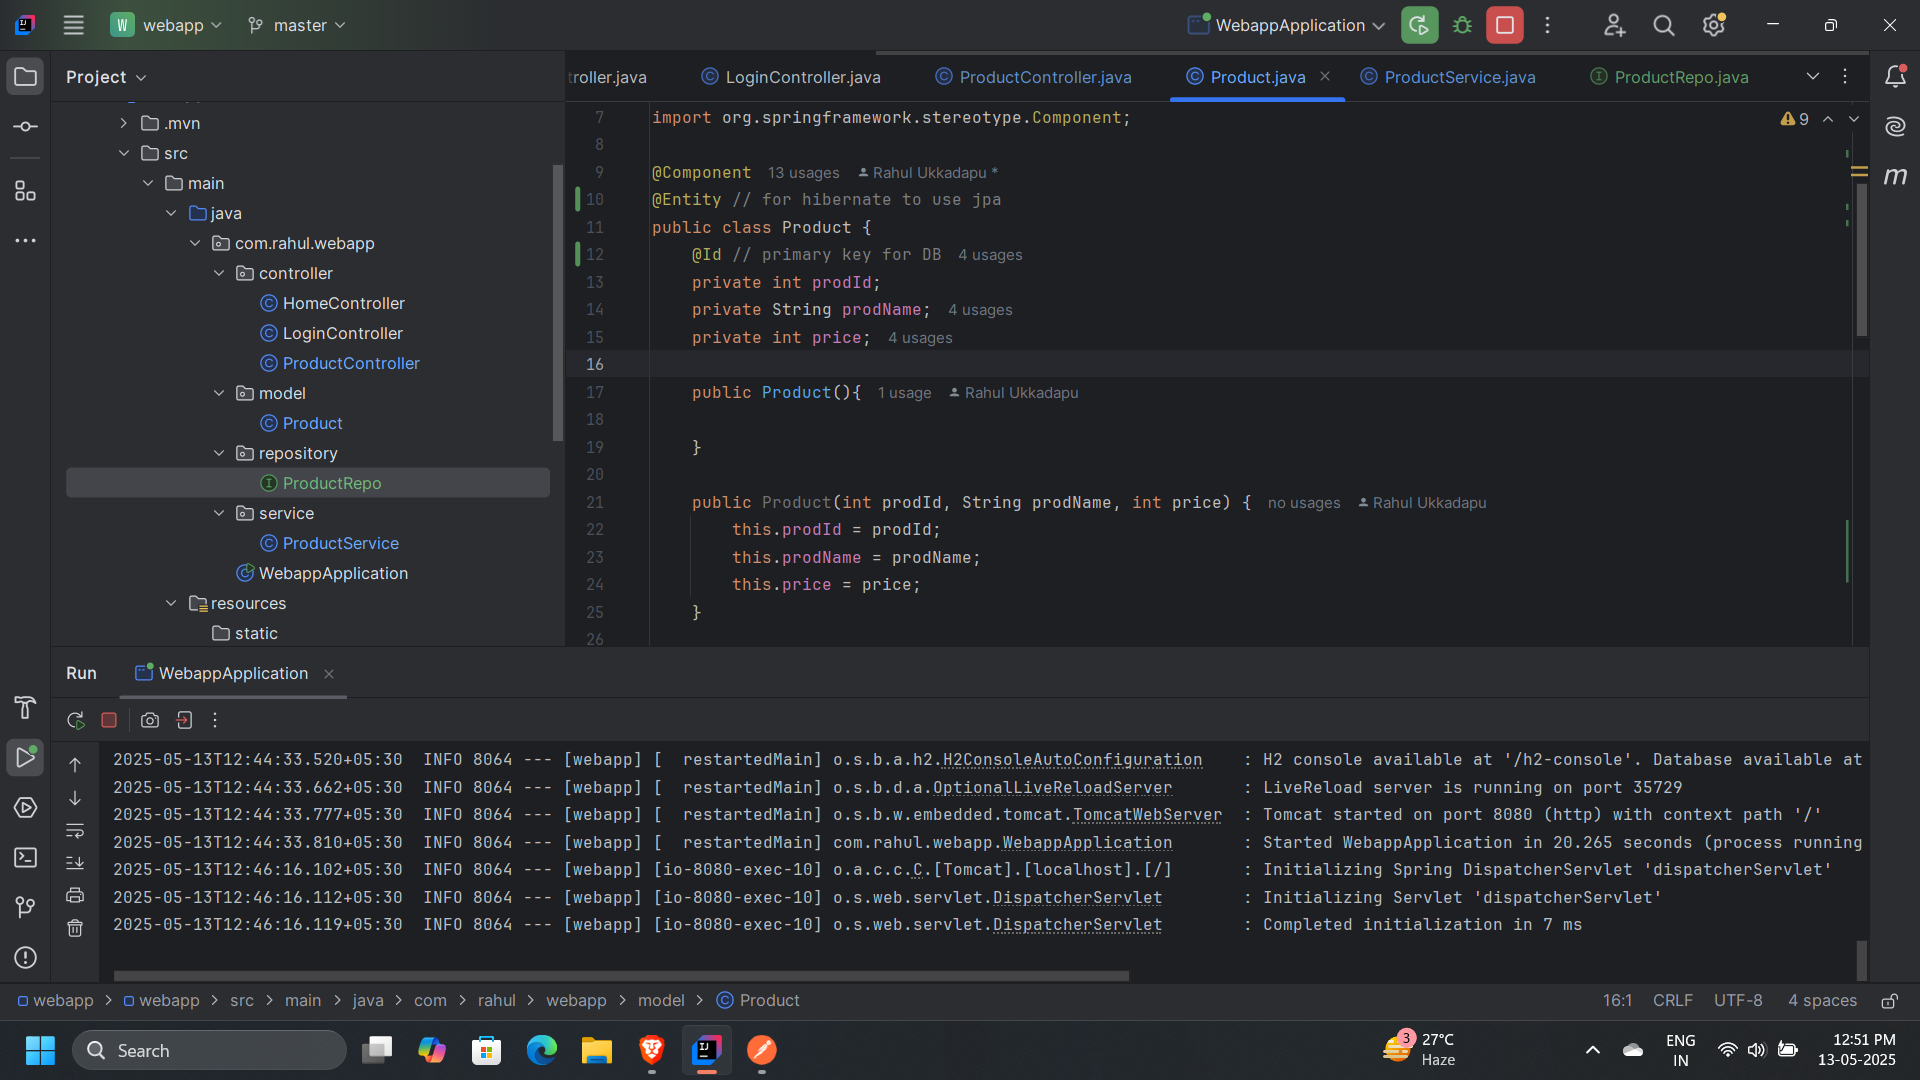 W webapp master WebappApplication
Project
troller.java LoginController.java ProductController.java Product.java ProductService.java ProductRepo.java
.mvn
src
main
java
com.rahul.webapp
controller
HomeController
LoginController
ProductController
model
Product
repository
ProductRepo
service
ProductService
WebappApplication
resources
static
9
7 import org.springframework.stereotype.Component;
8
9 @Component 13 usages Rahul Ukkadapu *
10 @Entity // for hibernate to use jpa
11 public class Product {
12 @Id // primary key for DB 4 usages
13 private int prodId;
14 private String prodName; 4 usages
15 private int price; 4 usages
16
17 public Product(){ 1 usage Rahul Ukkadapu
18
19 }
20
21 public Product(int prodId, String prodName, int price) { no usages Rahul Ukkadapu
22 this.prodId = prodId;
23 this.prodName = prodName;
24 this.price = price;
25 }
26
m
Run WebappApplication
2025-05-13T12:44:33.520+05:30 INFO 8064 --- [webapp] [ restartedMain] o.s.b.a.h2.H2ConsoleAutoConfiguration : H2 console available at '/h2-console'. Database available at
2025-05-13T12:44:33.662+05:30 INFO 8064 --- [webapp] [ restartedMain] o.s.b.d.a.OptionalLiveReloadServer : LiveReload server is running on port 35729
2025-05-13T12:44:33.777+05:30 INFO 8064 --- [webapp] [ restartedMain] o.s.b.w.embedded.tomcat.TomcatWebServer : Tomcat started on port 8080 (http) with context path '/'
2025-05-13T12:44:33.810+05:30 INFO 8064 --- [webapp] [ restartedMain] com.rahul.webapp.WebappApplication : Started WebappApplication in 20.265 seconds (process running
2025-05-13T12:46:16.102+05:30 INFO 8064 --- [webapp] [io-8080-exec-10] o.a.c.c.C.[Tomcat].[localhost].[/] : Initializing Spring DispatcherServlet 'dispatcherServlet'
2025-05-13T12:46:16.112+05:30 INFO 8064 --- [webapp] [io-8080-exec-10] o.s.web.servlet.DispatcherServlet : Initializing Servlet 'dispatcherServlet'
2025-05-13T12:46:16.119+05:30 INFO 8064 --- [webapp] [io-8080-exec-10] o.s.web.servlet.DispatcherServlet : Completed initialization in 7 ms
webapp > webapp > src > main > java > com > rahul > webapp > model > Product 16:1 CRLF UTF-8 4 spaces
Search
3 27°C
Haze
ENG
IN
12:51 PM
13-05-2025